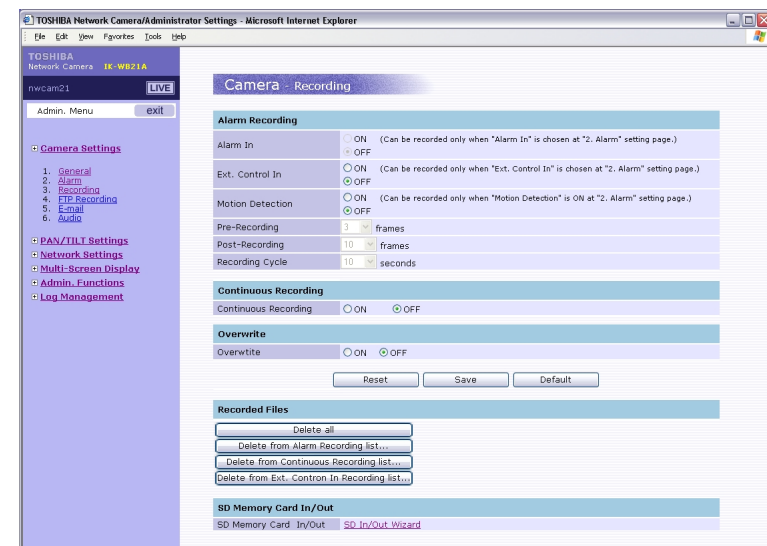 TOSHIBA Network Camera/Administrator Settings - Microsoft Internet Explorer
File Edit View Favorites Tools Help
TOSHIBA
Network Camera IK-WB21A
nwcam21 LIVE
Admin. Menu exit
Camera Settings
1. General
2. Alarm
3. Recording
4. FTP Recording
5. E-mail
6. Audio
PAN/TILT Settings
Network Settings
Multi-Screen Display
Admin. Functions
Log Management
Camera - Recording
Alarm Recording
Alarm In ON (Can be recorded only when "Alarm In" is chosen at "2. Alarm" setting page.)
OFF
Ext. Control In ON (Can be recorded only when "Ext. Control In" is chosen at "2. Alarm" setting page.)
OFF
Motion Detection ON (Can be recorded only when "Motion Detection" is ON at "2. Alarm" setting page.)
OFF
Pre-Recording 3 frames
Post-Recording 10 frames
Recording Cycle 10 seconds
Continuous Recording
Continuous Recording ON OFF
Overwrite
Overwtite ON OFF
Reset Save Default
Recorded Files
Delete all
Delete from Alarm Recording list...
Delete from Continuous Recording list...
Delete from Ext. Contron In Recording list...
SD Memory Card In/Out
SD Memory Card In/Out SD In/Out Wizard